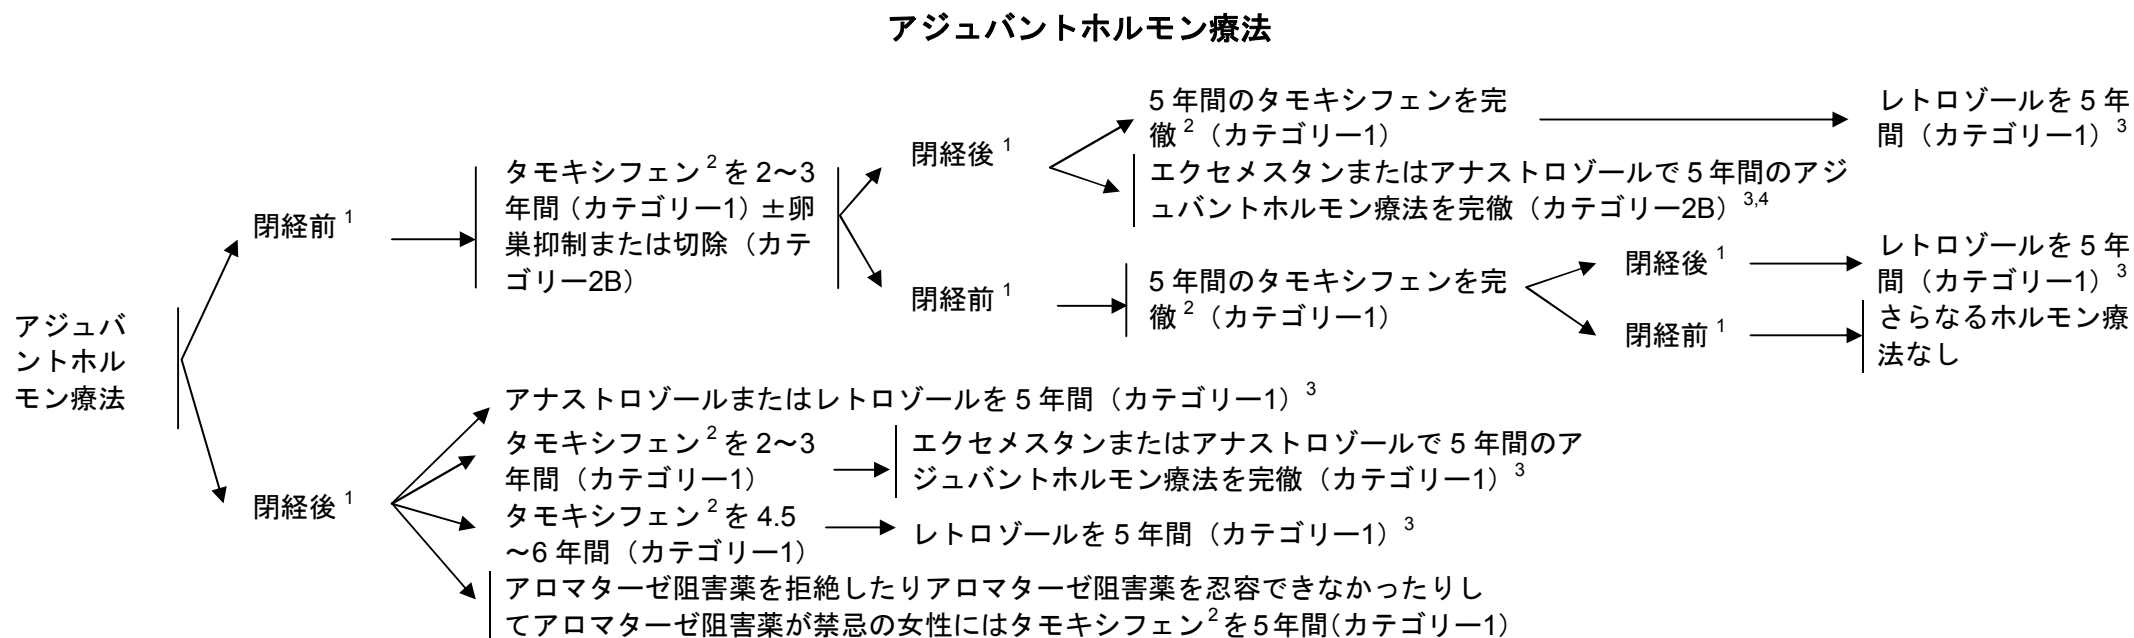 アジュバントホルモン療法
アジュバ
ントホル
モン療法
閉経前 1
タモキシフェン 2 を 2～3
年間（カテゴリー1）±卵
巣抑制または切除（カテ
ゴリー2B）
閉経後 1
5 年間のタモキシフェンを完
徹 2（カテゴリー1）
レトロゾールを 5 年
間（カテゴリー1）3
エクセメスタンまたはアナストロゾールで 5 年間のアジ
ュバントホルモン療法を完徹（カテゴリー2B）3,4
閉経前 1
5 年間のタモキシフェンを完
徹 2（カテゴリー1）
閉経後 1
レトロゾールを 5 年
間（カテゴリー1）3
閉経前 1
さらなるホルモン療
法なし
閉経後 1
アナストロゾールまたはレトロゾールを 5 年間（カテゴリー1）3
タモキシフェン 2 を 2～3
年間（カテゴリー1）
エクセメスタンまたはアナストロゾールで 5 年間のア
ジュバントホルモン療法を完徹（カテゴリー1）3
タモキシフェン 2 を 4.5
～6 年間（カテゴリー1）
レトロゾールを 5 年間（カテゴリー1）3
アロマターゼ阻害薬を拒絶したりアロマターゼ阻害薬を忍容できなかったりし
てアロマターゼ阻害薬が禁忌の女性にはタモキシフェン 2 を 5 年間（カテゴリー1）